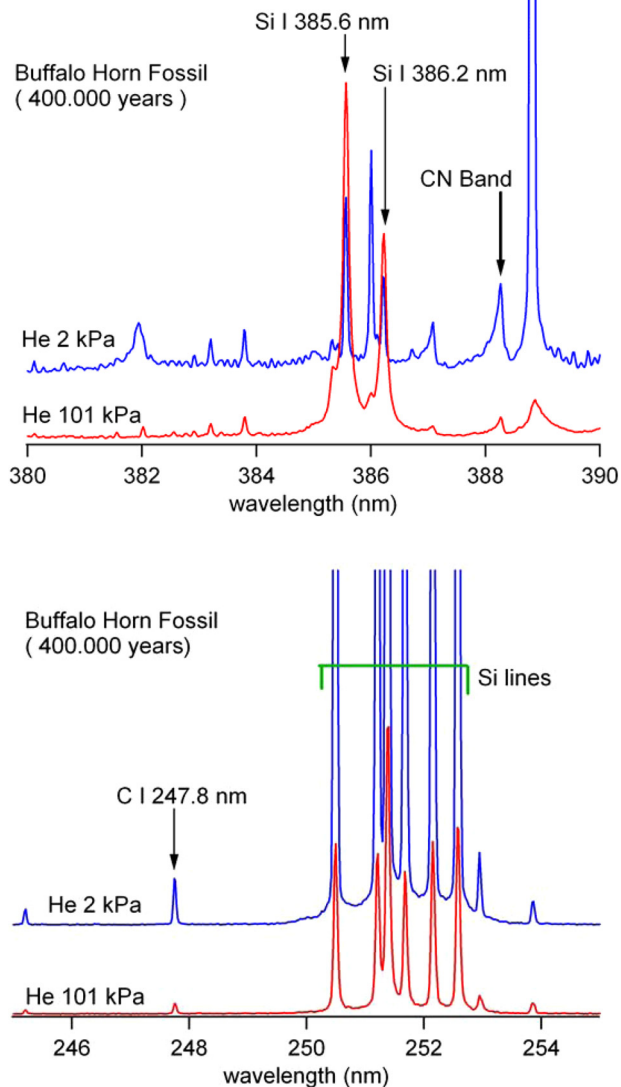 Si I 385.6 nm
Buffalo Horn Fossil
( 400.000 years )
Si I 386.2 nm
CN Band
He 2 kPa
He 101 kPa
380 382 384 386 388 390
wavelength (nm)
Buffalo Horn Fossil
( 400.000 years)
Si lines
C I 247.8 nm
He 2 kPa
He 101 kPa
246 248 250 252 254
wavelength (nm)